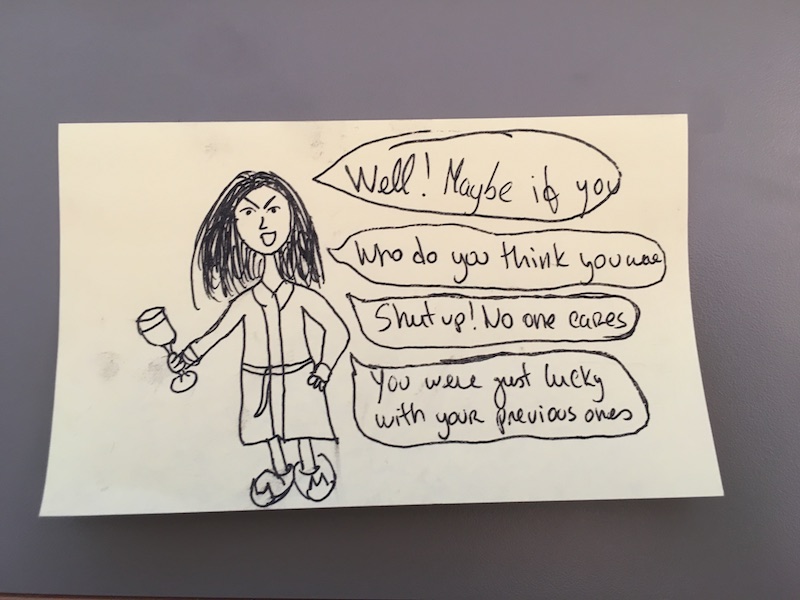 Well! Maybe if you
Who do you think you are
Shut up! No one cares
You were just lucky
with your previous ones